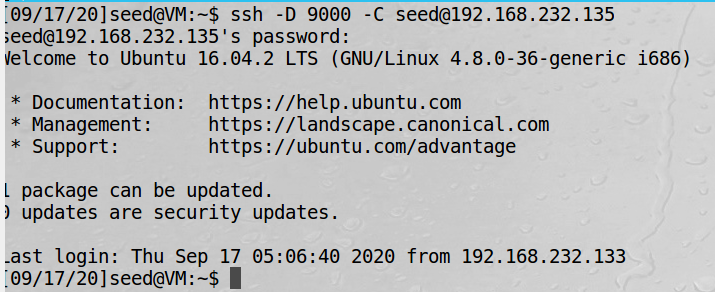 [09/17/20]seed@VM:~$ ssh -D 9000 -C seed@192.168.232.135
seed@192.168.232.135's password:
Welcome to Ubuntu 16.04.2 LTS (GNU/Linux 4.8.0-36-generic i686)
* Documentation: https://help.ubuntu.com
* Management: https://landscape.canonical.com
* Support: https://ubuntu.com/advantage
1 package can be updated.
0 updates are security updates.
Last login: Thu Sep 17 05:06:40 2020 from 192.168.232.133
[09/17/20]seed@VM:~$